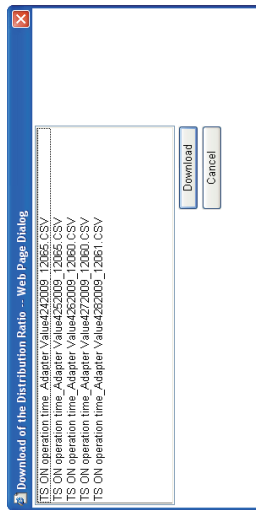 Download of the Distribution Ratio -- Web Page Dialog
TS ON operation time_Adapter Value4242009_12065.CSV
TS ON operation time_Adapter Value4252009_12065.CSV
TS ON operation time_Adapter Value4262009_12060.CSV
TS ON operation time_Adapter Value4272009_12060.CSV
TS ON operation time_Adapter Value4282009_12061.CSV
Download
Cancel